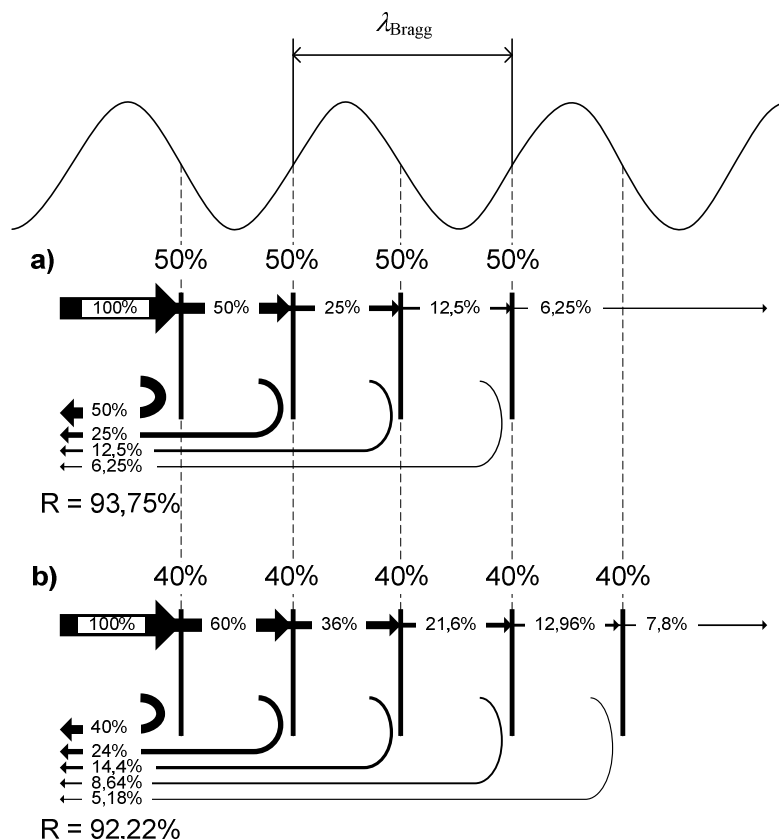 λBragg
a) 50% 50% 50% 50%
100% 50% 25% 12,5% 6,25%
50%
25%
12,5%
6,25%
R = 93,75%
b) 40% 40% 40% 40% 40%
100% 60% 36% 21,6% 12,96% 7,8%
40%
24%
14,4%
8,64%
5,18%
R = 92,22%